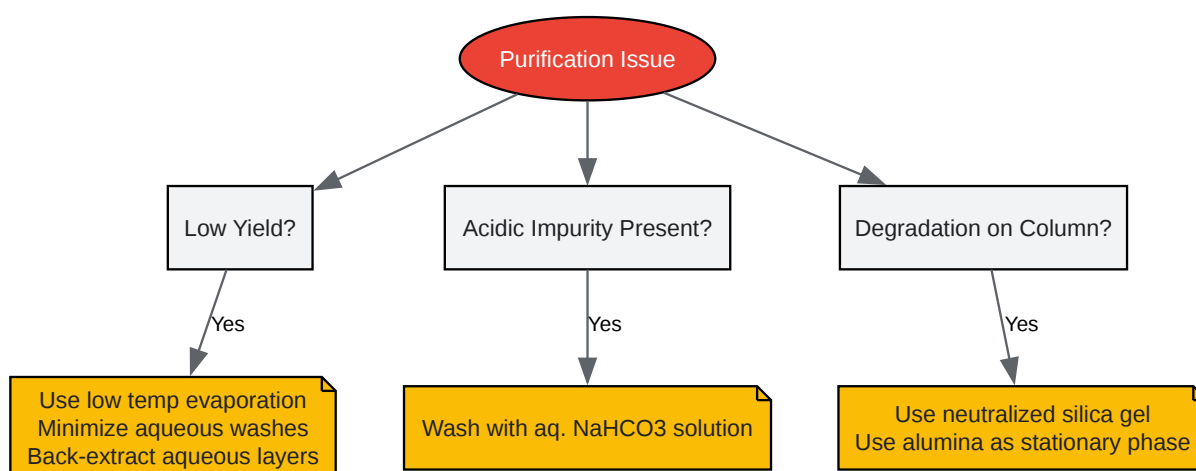 Purification Issue
Low Yield?
Acidic Impurity Present?
Degradation on Column?
Yes
Yes
Yes
Use low temp evaporation
Minimize aqueous washes
Back-extract aqueous layers
Wash with aq. NaHCO3 solution
Use neutralized silica gel
Use alumina as stationary phase